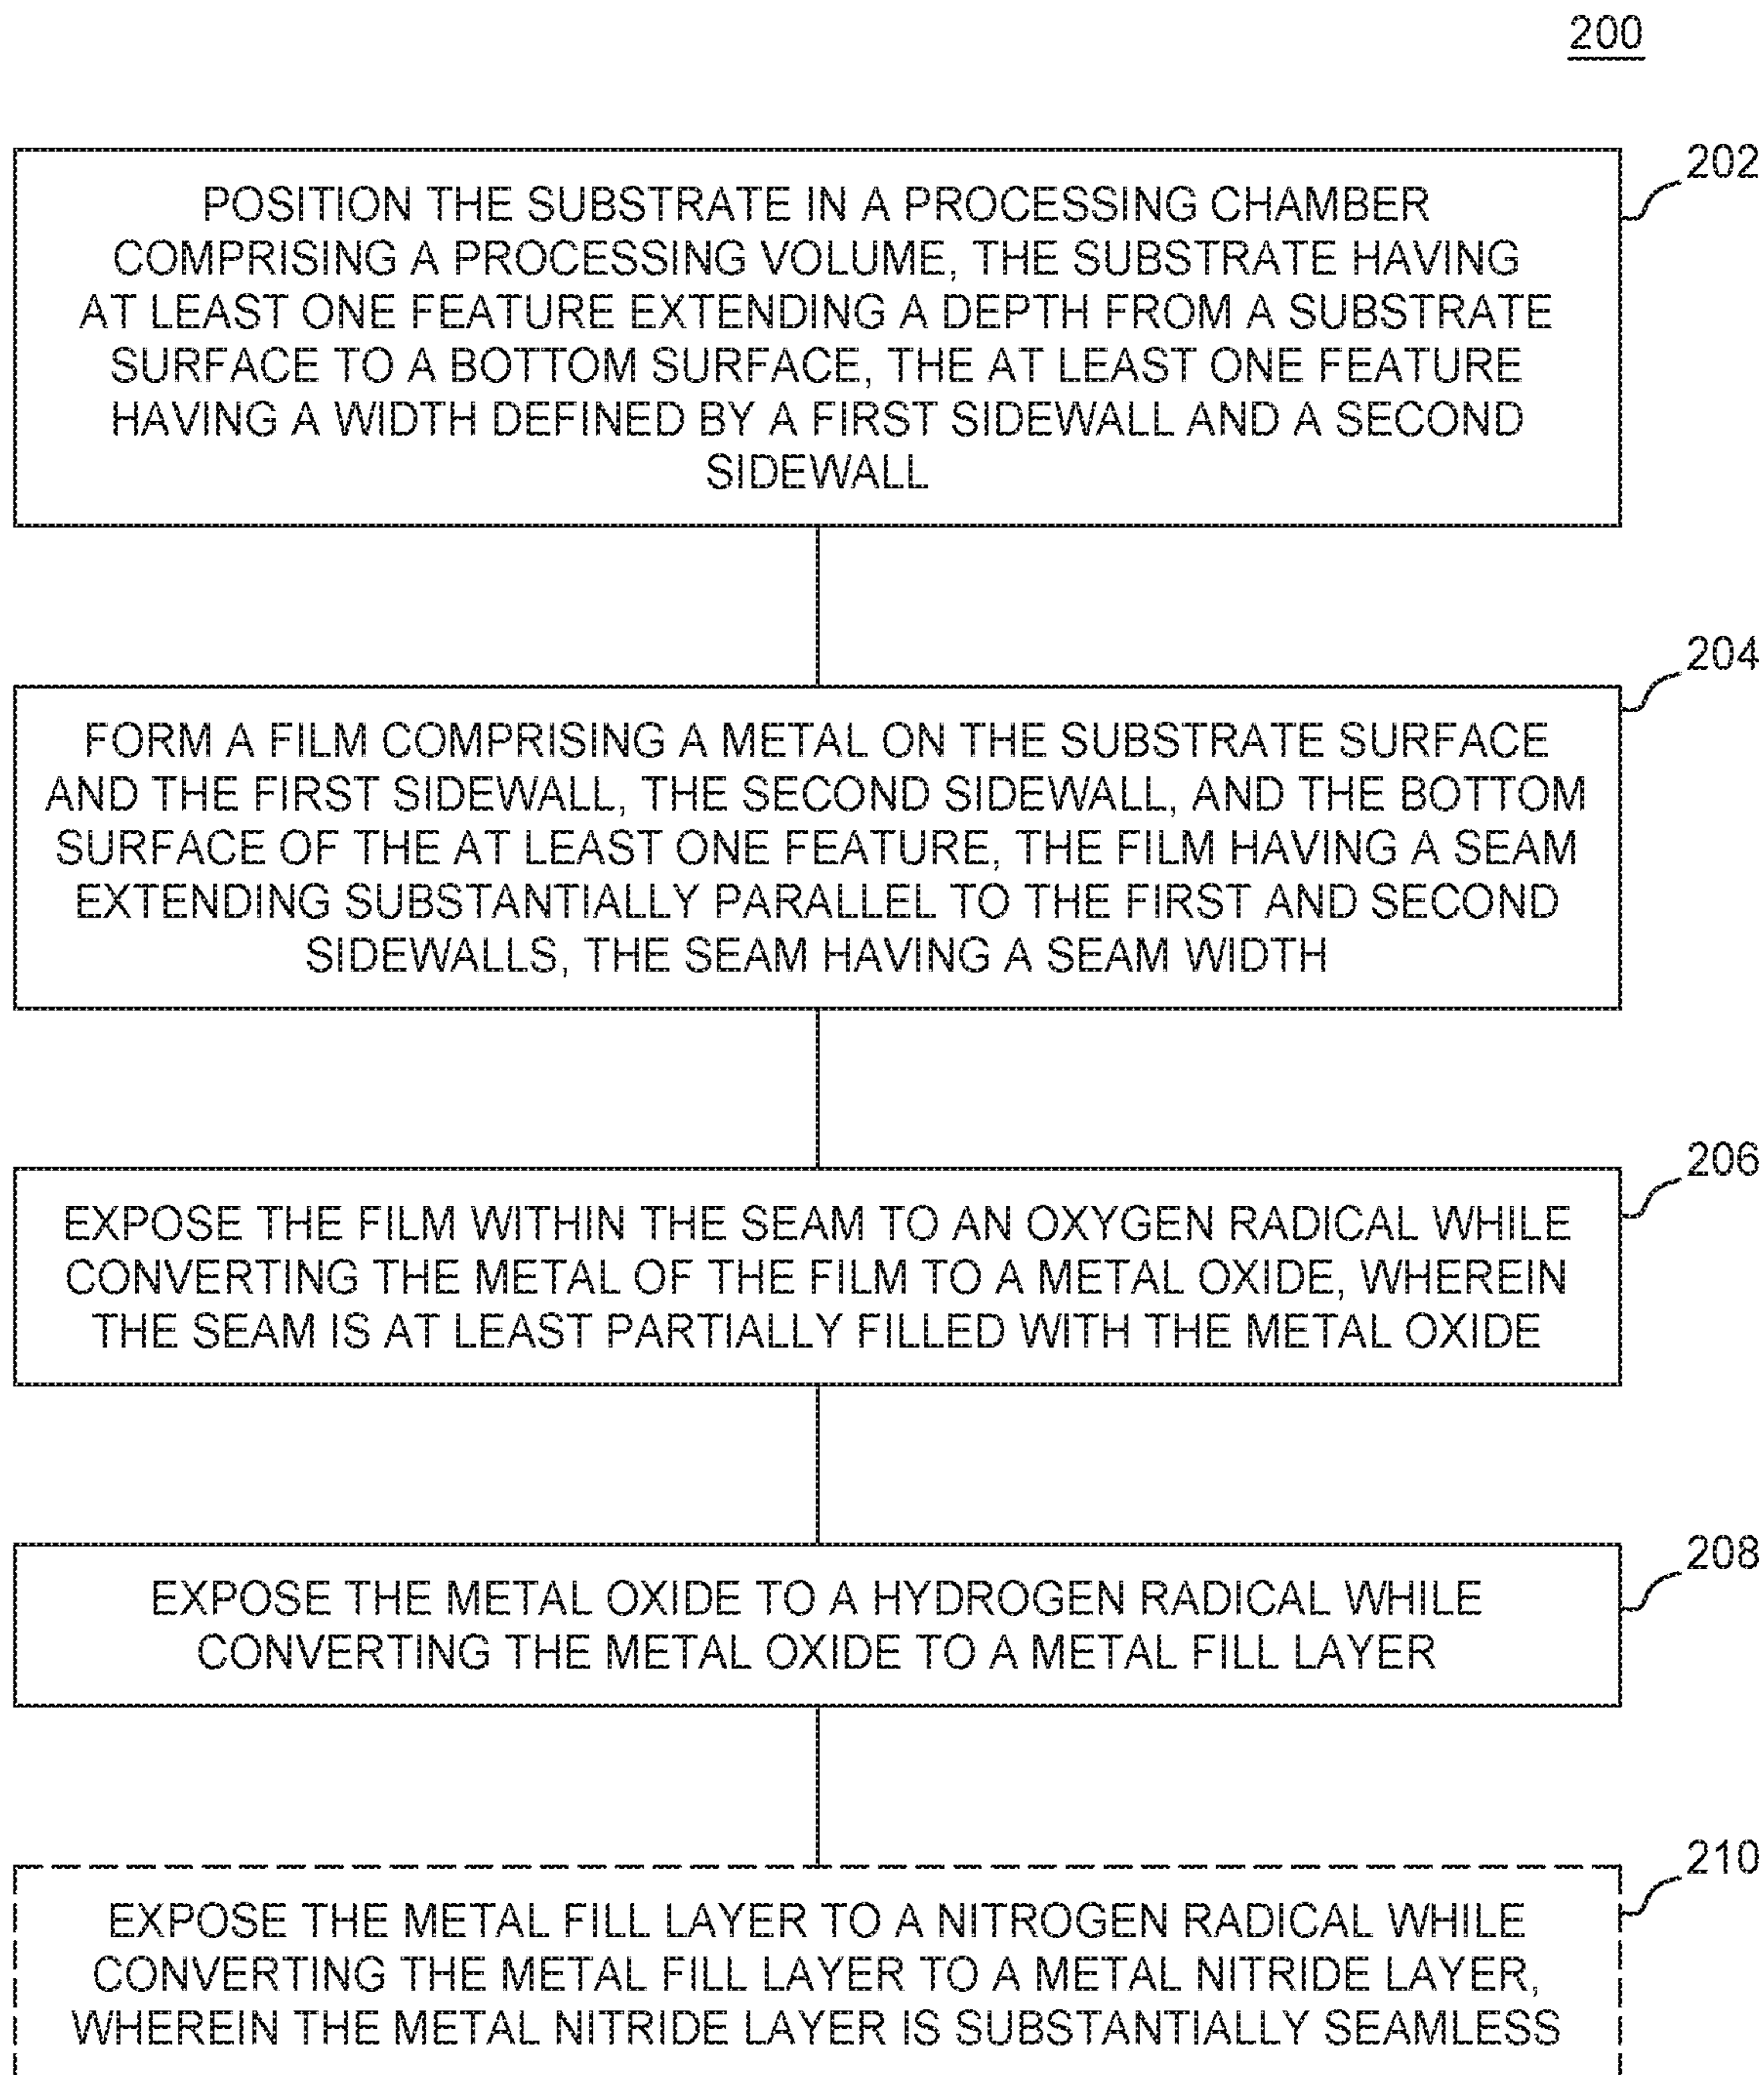 200
202
POSITION THE SUBSTRATE IN A PROCESSING CHAMBER
COMPRISING A PROCESSING VOLUME, THE SUBSTRATE HAVING
AT LEAST ONE FEATURE EXTENDING A DEPTH FROM A SUBSTRATE
SURFACE TO A BOTTOM SURFACE, THE AT LEAST ONE FEATURE
HAVING A WIDTH DEFINED BY A FIRST SIDEWALL AND A SECOND
SIDEWALL
204
FORM A FILM COMPRISING A METAL ON THE SUBSTRATE SURFACE
AND THE FIRST SIDEWALL, THE SECOND SIDEWALL, AND THE BOTTOM
SURFACE OF THE AT LEAST ONE FEATURE, THE FILM HAVING A SEAM
EXTENDING SUBSTANTIALLY PARALLEL TO THE FIRST AND SECOND
SIDEWALLS, THE SEAM HAVING A SEAM WIDTH
206
EXPOSE THE FILM WITHIN THE SEAM TO AN OXYGEN RADICAL WHILE
CONVERTING THE METAL OF THE FILM TO A METAL OXIDE, WHEREIN
THE SEAM IS AT LEAST PARTIALLY FILLED WITH THE METAL OXIDE
208
EXPOSE THE METAL OXIDE TO A HYDROGEN RADICAL WHILE
CONVERTING THE METAL OXIDE TO A METAL FILL LAYER
210
EXPOSE THE METAL FILL LAYER TO A NITROGEN RADICAL WHILE
CONVERTING THE METAL FILL LAYER TO A METAL NITRIDE LAYER,
WHEREIN THE METAL NITRIDE LAYER IS SUBSTANTIALLY SEAMLESS